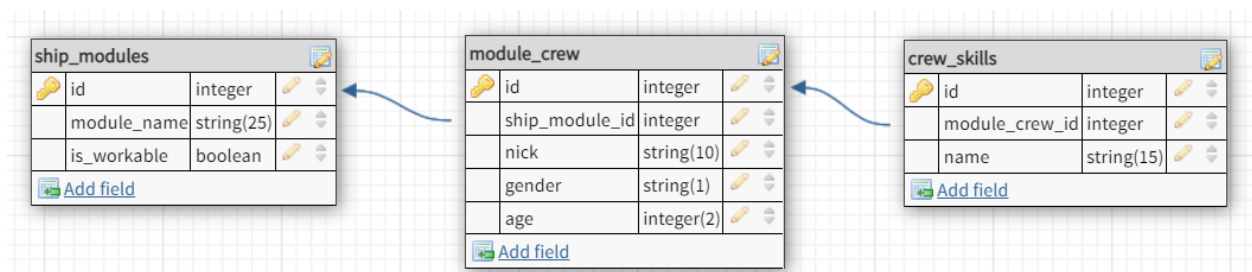 ship_modules
id integer
module_name string(25)
is_workable boolean
Add field
module_crew
id integer
ship_module_id integer
nick string(10)
gender string(1)
age integer(2)
Add field
crew_skills
id integer
module_crew_id integer
name string(15)
Add field